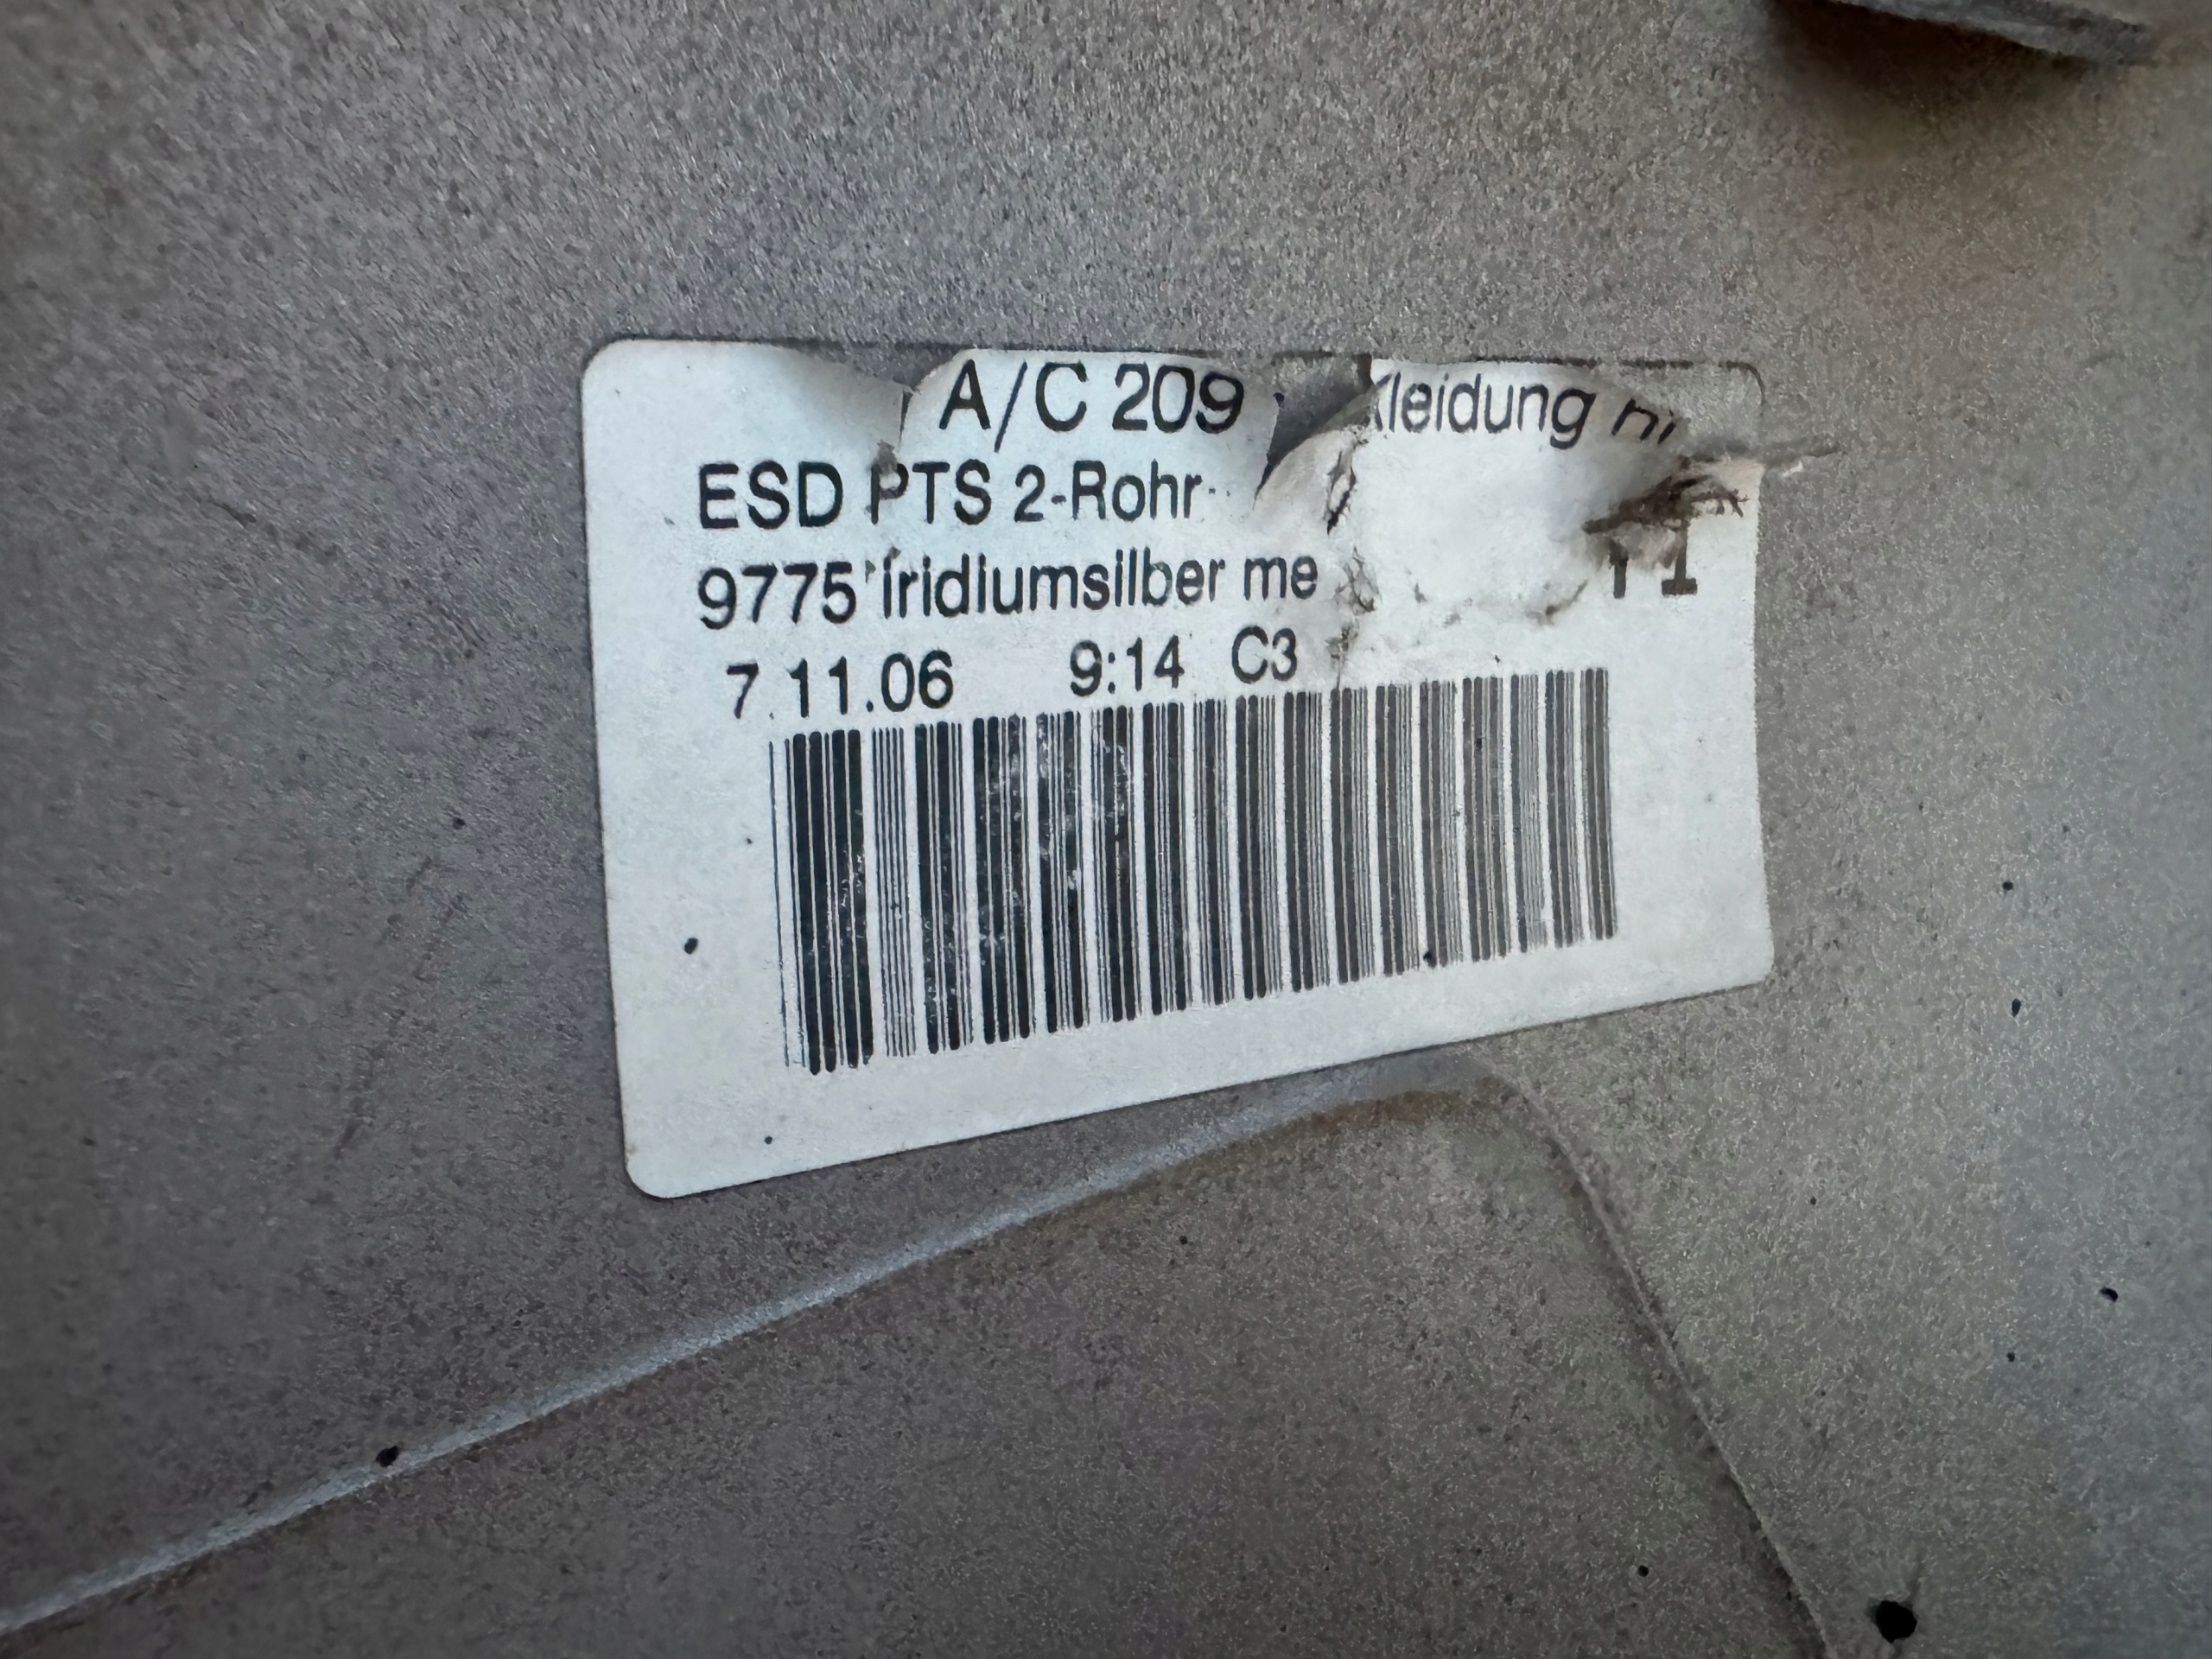 A/C 209 kleidung
ESD PTS 2-Rohr
9775 Iridiumsilber me
7.11.06 9:14 C3